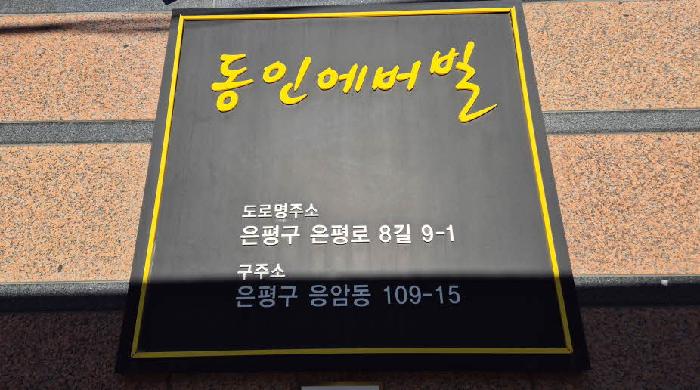 동인에버빌
도로명주소
은평구 은평로 8길 9-1
구주소
은평구 응암동 109-15